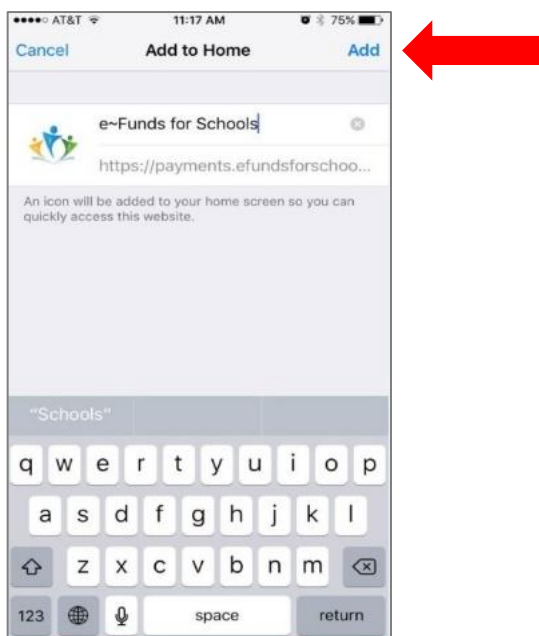 AT&T 11:17 AM 75%
Cancel Add to Home Add
e~Funds for Schools
https://payments.efundsforschoo...
An icon will be added to your home screen so you can
quickly access this website.
"Schools"
q w e r t y u i o p
a s d f g h j k l
z x c v b n m
123 space return